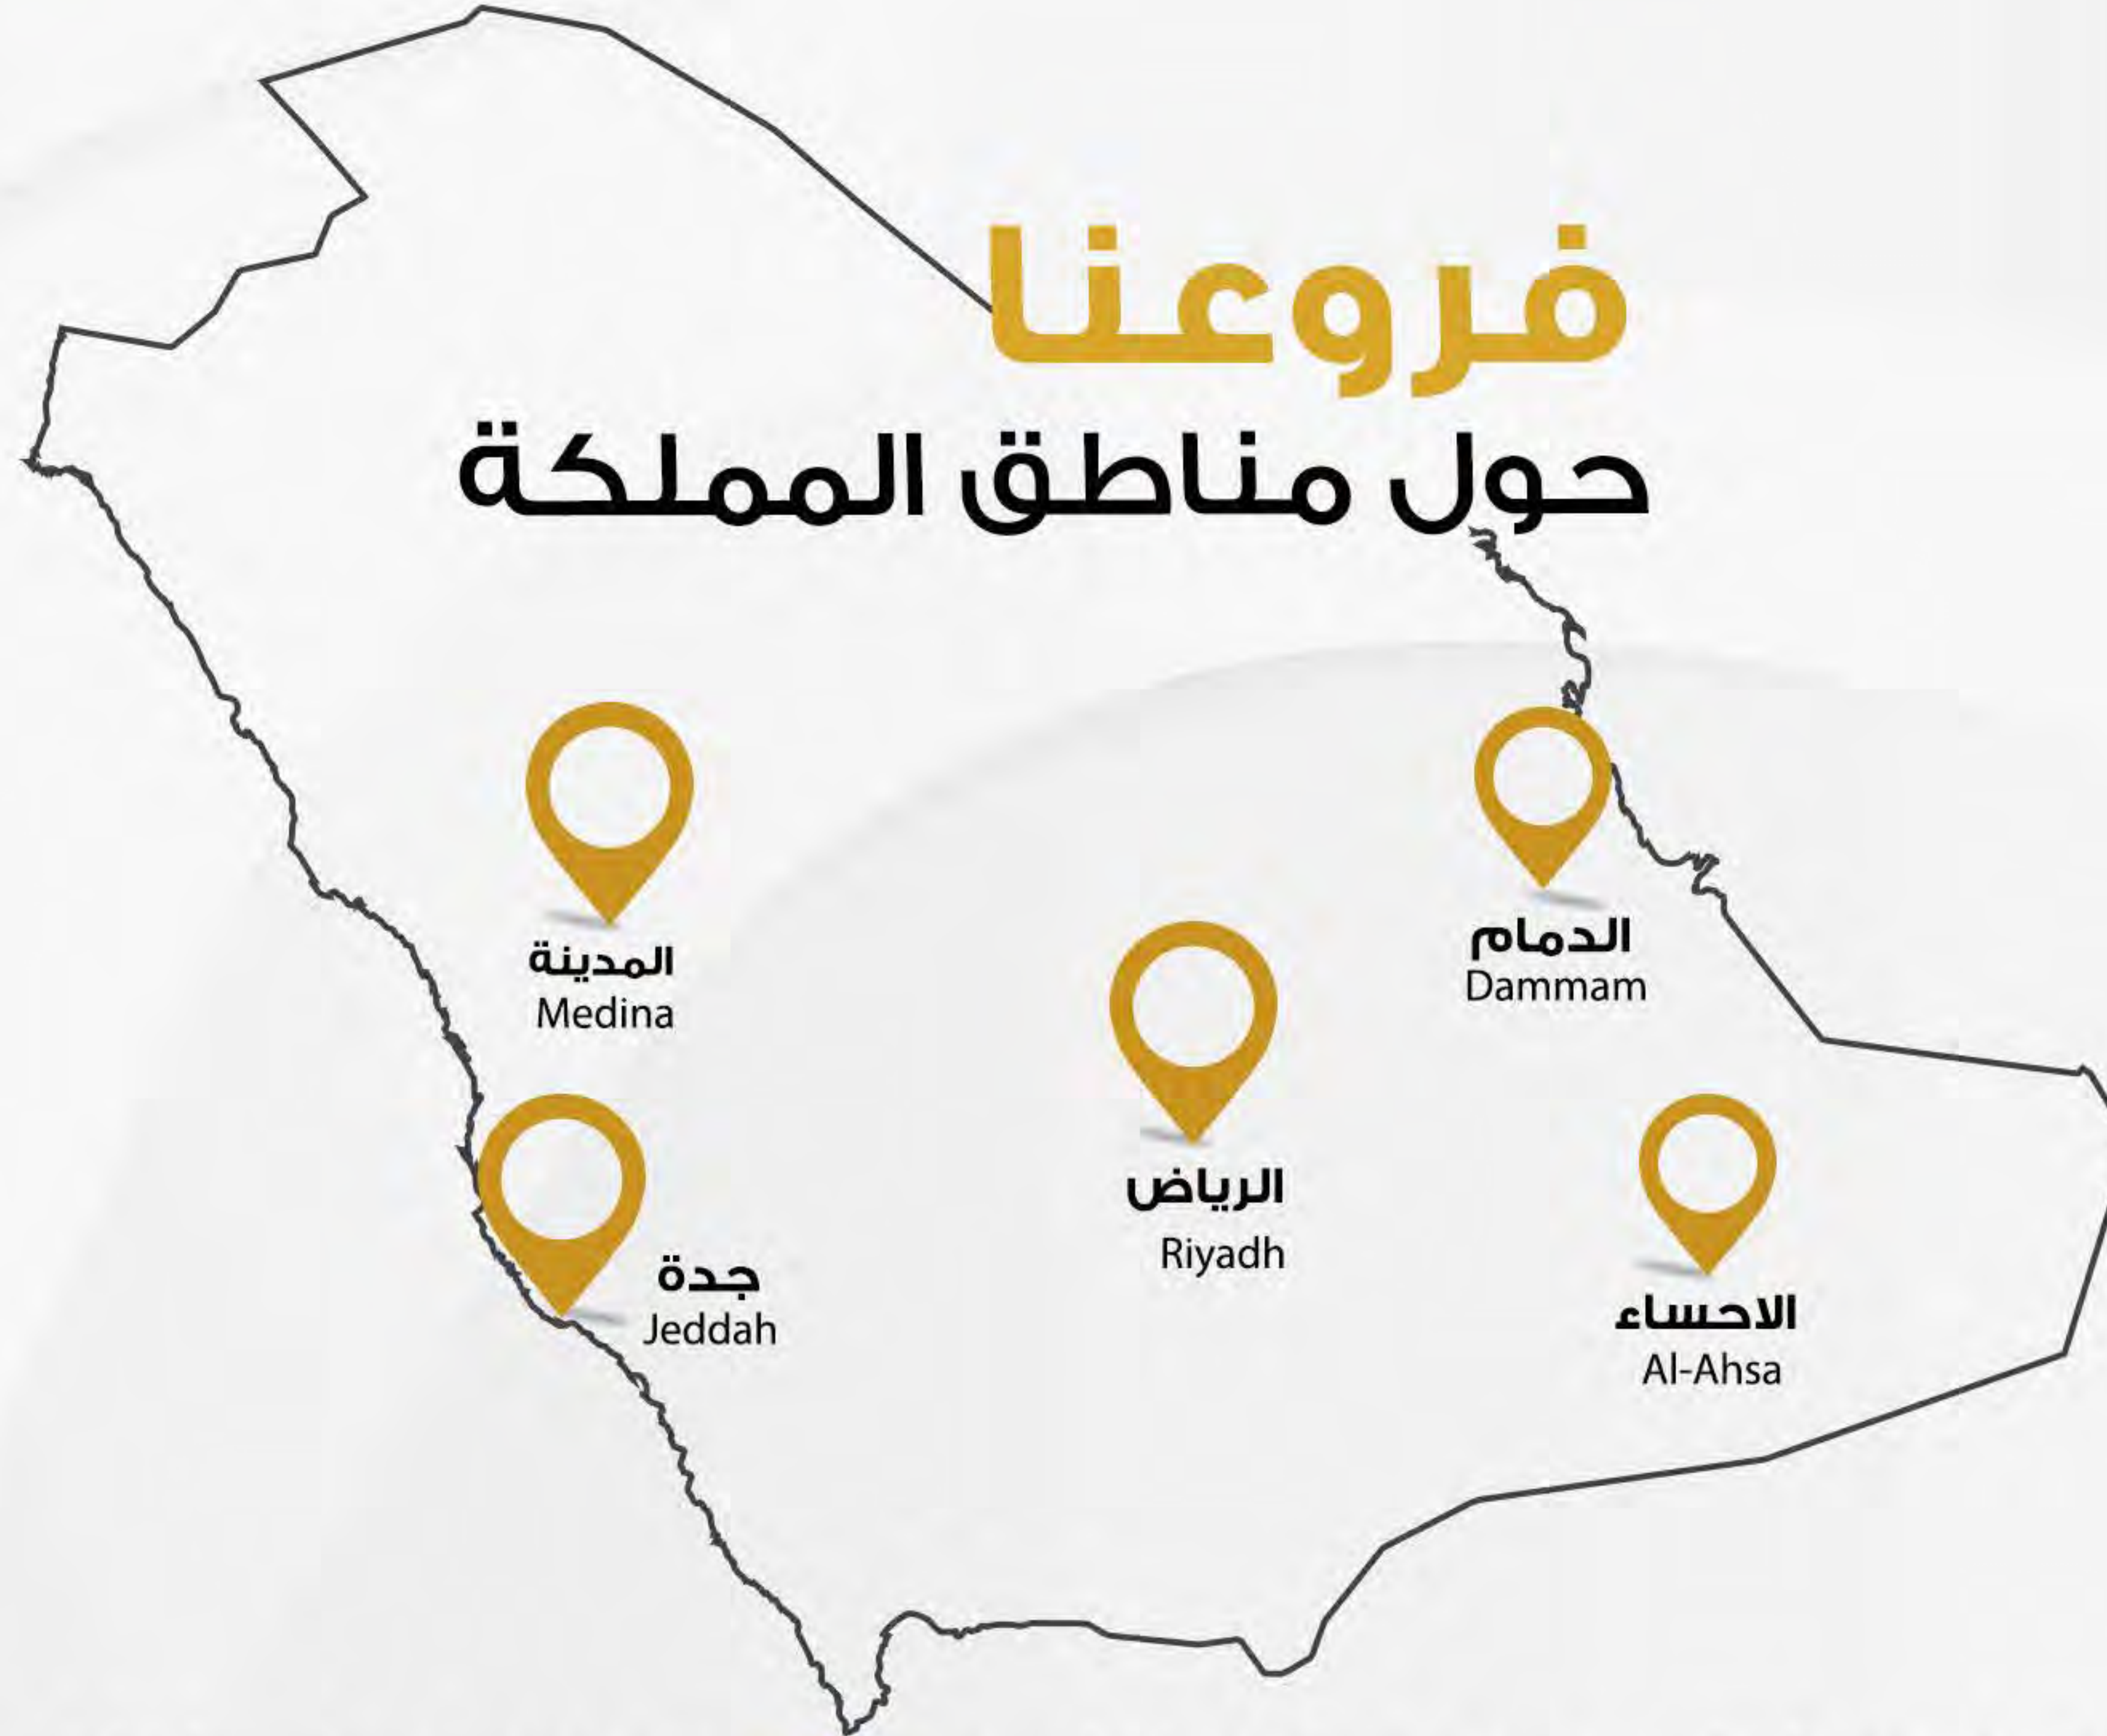 فروعنا
حول مناطق المملكة
المدينة
Medina
الدمام
Dammam
الرياض
Riyadh
جدة
Jeddah
الاحساء
Al-Ahsa